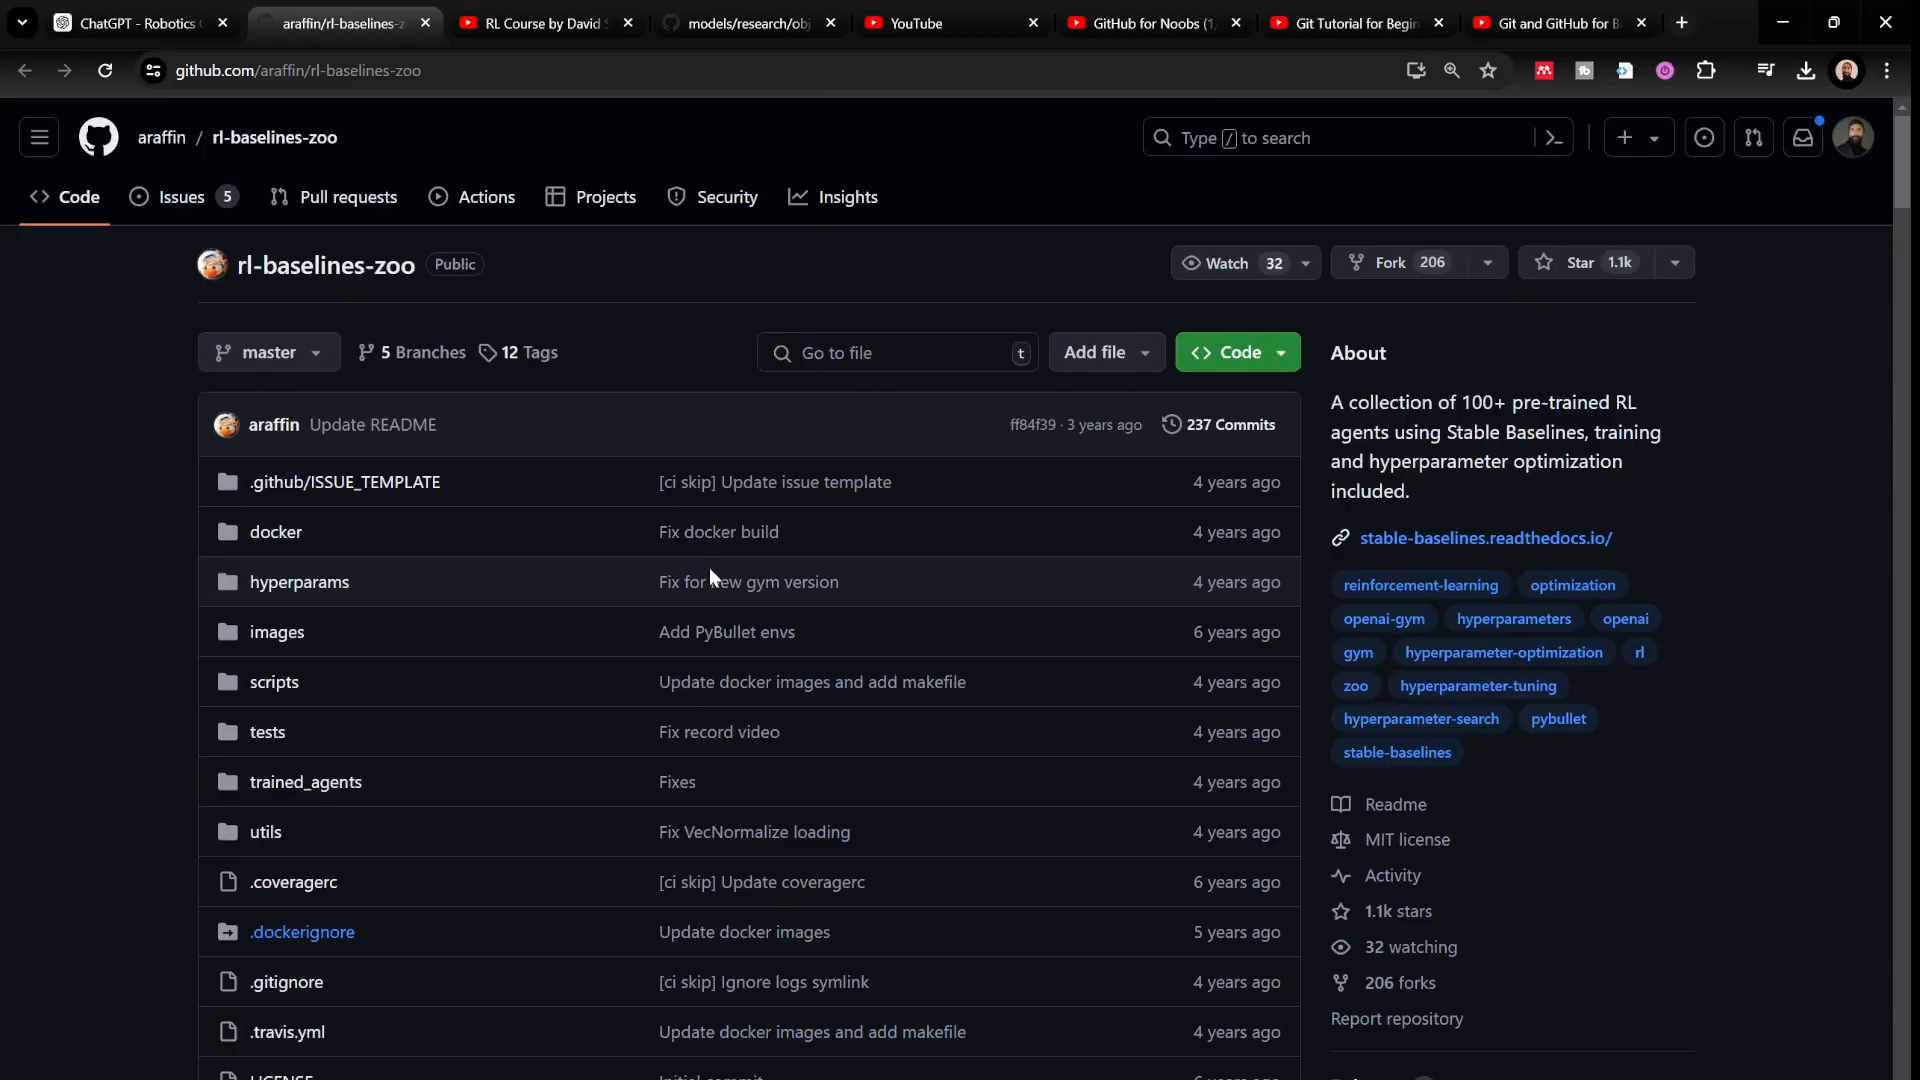 ChatGPT - Robotics
araffin/rl-baselines-z
RL Course by David S
models/research/obj
YouTube
GitHub for Noobs (1/
Git Tutorial for Begin
Git and GitHub for B
github.com/araffin/rl-baselines-zoo
araffin / rl-baselines-zoo
Type / to search
Code
Issues 5
Pull requests
Actions
Projects
Security
Insights
rl-baselines-zoo Public
Watch 32
Fork 206
Star 1.1k
master
5 Branches
12 Tags
Go to file t
Add file
Code
araffin Update README ff84f39 · 3 years ago 237 Commits
.github/ISSUE_TEMPLATE [ci skip] Update issue template 4 years ago
docker Fix docker build 4 years ago
hyperparams Fix for new gym version 4 years ago
images Add PyBullet envs 6 years ago
scripts Update docker images and add makefile 4 years ago
tests Fix record video 4 years ago
trained_agents Fixes 4 years ago
utils Fix VecNormalize loading 4 years ago
.coveragerc [ci skip] Update coveragerc 6 years ago
.dockerignore Update docker images 5 years ago
.gitignore [ci skip] Ignore logs symlink 4 years ago
.travis.yml Update docker images and add makefile 4 years ago
LICENSE Initial commit 6 years ago
About
A collection of 100+ pre-trained RL
agents using Stable Baselines, training
and hyperparameter optimization
included.
stable-baselines.readthedocs.io/
reinforcement-learning optimization
openai-gym hyperparameters openai
gym hyperparameter-optimization rl
zoo hyperparameter-tuning
hyperparameter-search pybullet
stable-baselines
Readme
MIT license
Activity
1.1k stars
32 watching
206 forks
Report repository